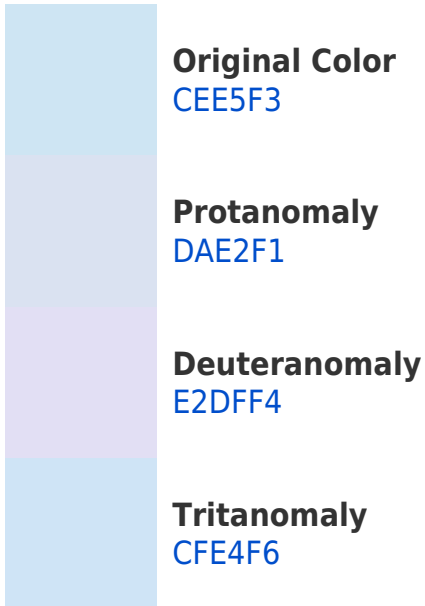 Original Color
CEE5F3
Protanomaly
DAE2F1
Deuteranomaly
E2DFF4
Tritanomaly
CFE4F6